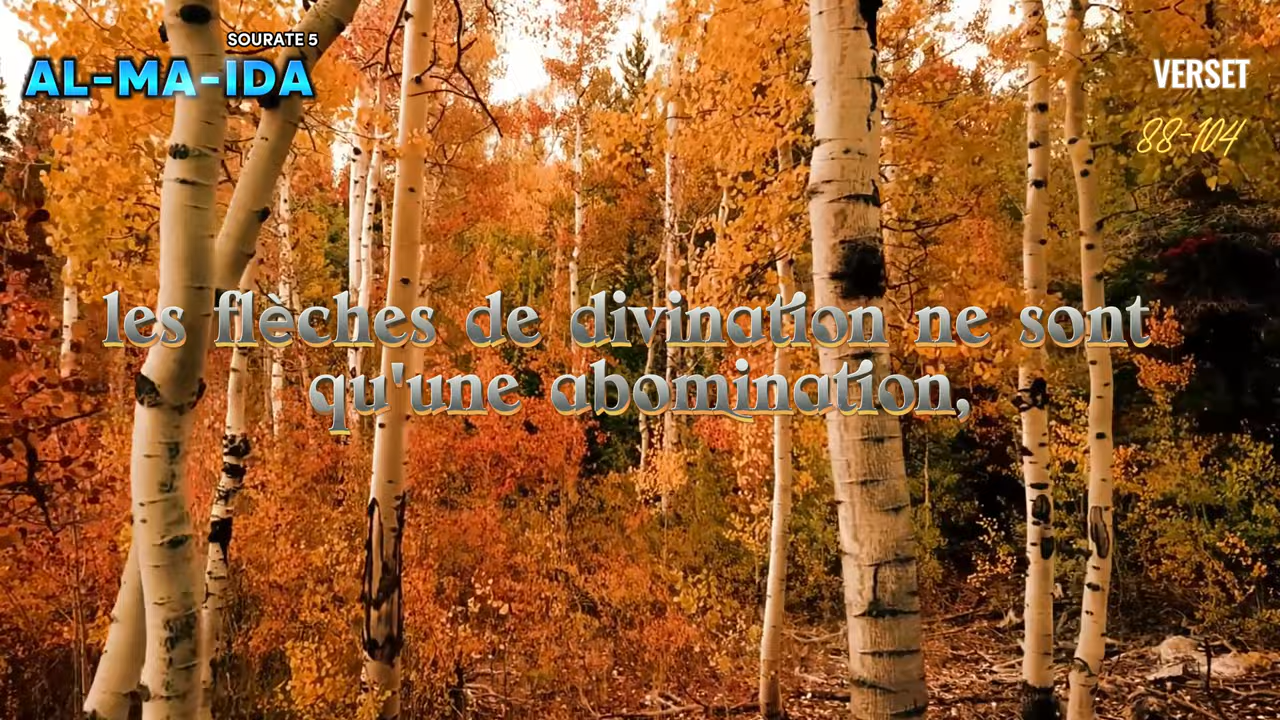 SOURATE 5
AL-MA-IDA
VERSET
88-104
les flèches de divination ne sont
qu'une abomination,